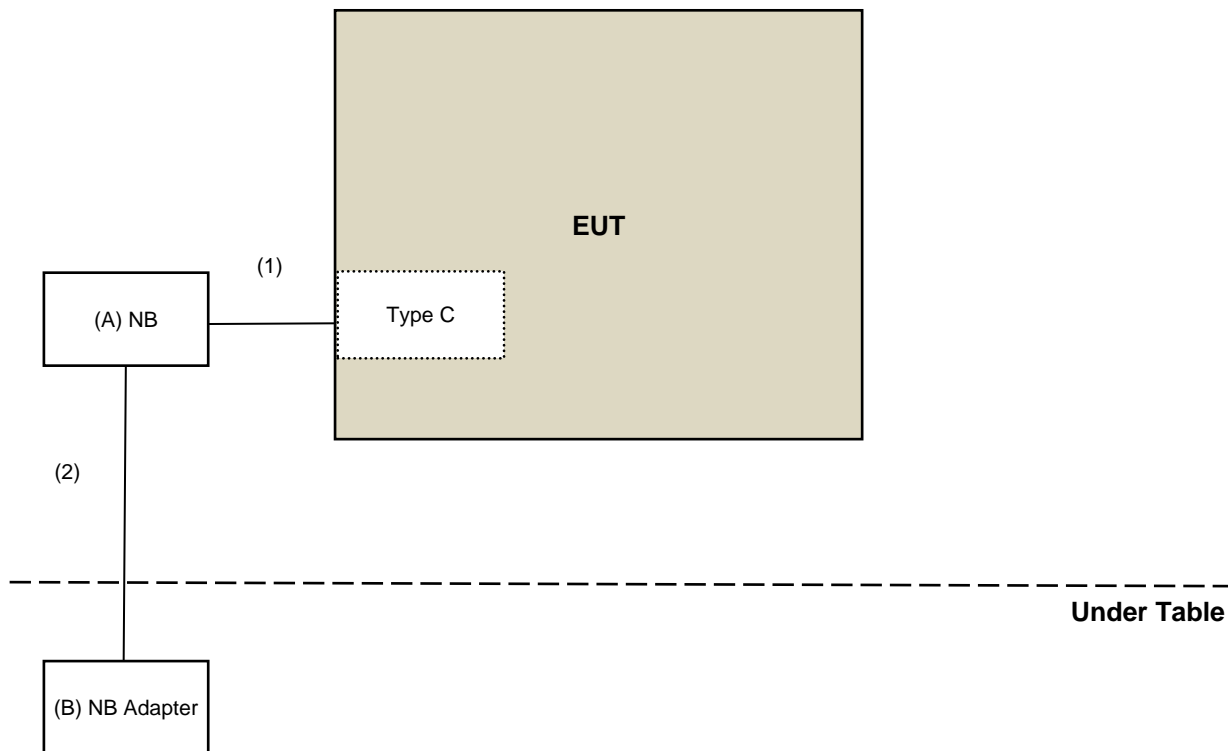 EUT
(1)
(A) NB
Type C
(2)
Under Table
(B) NB Adapter